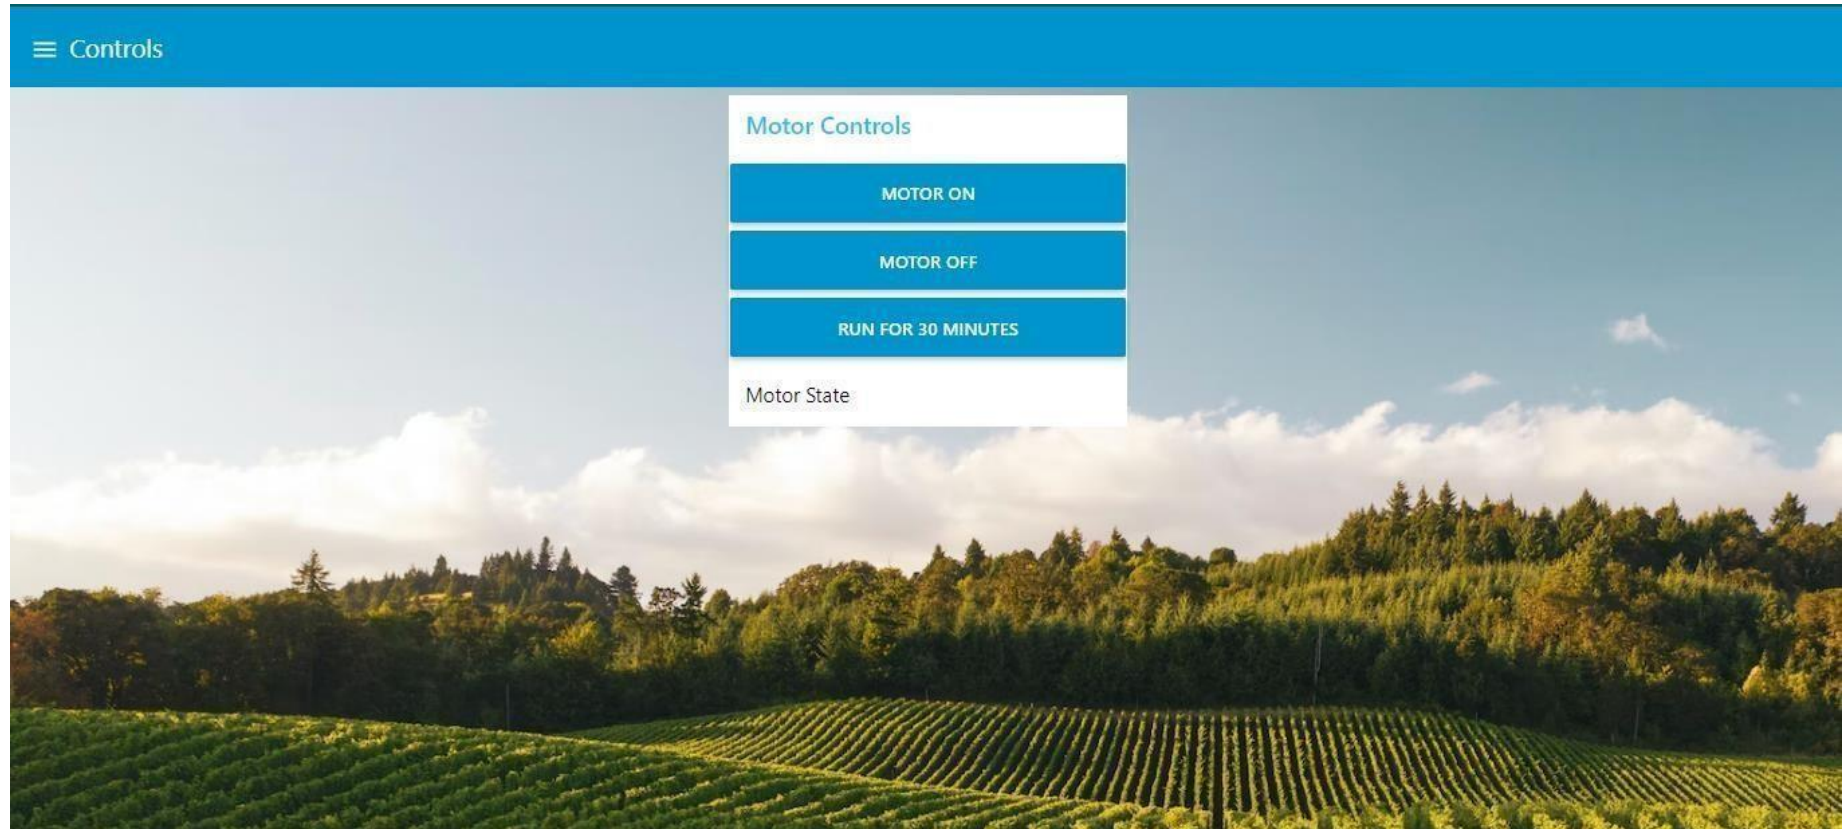 Controls
Motor Controls
MOTOR ON
MOTOR OFF
RUN FOR 30 MINUTES
Motor State